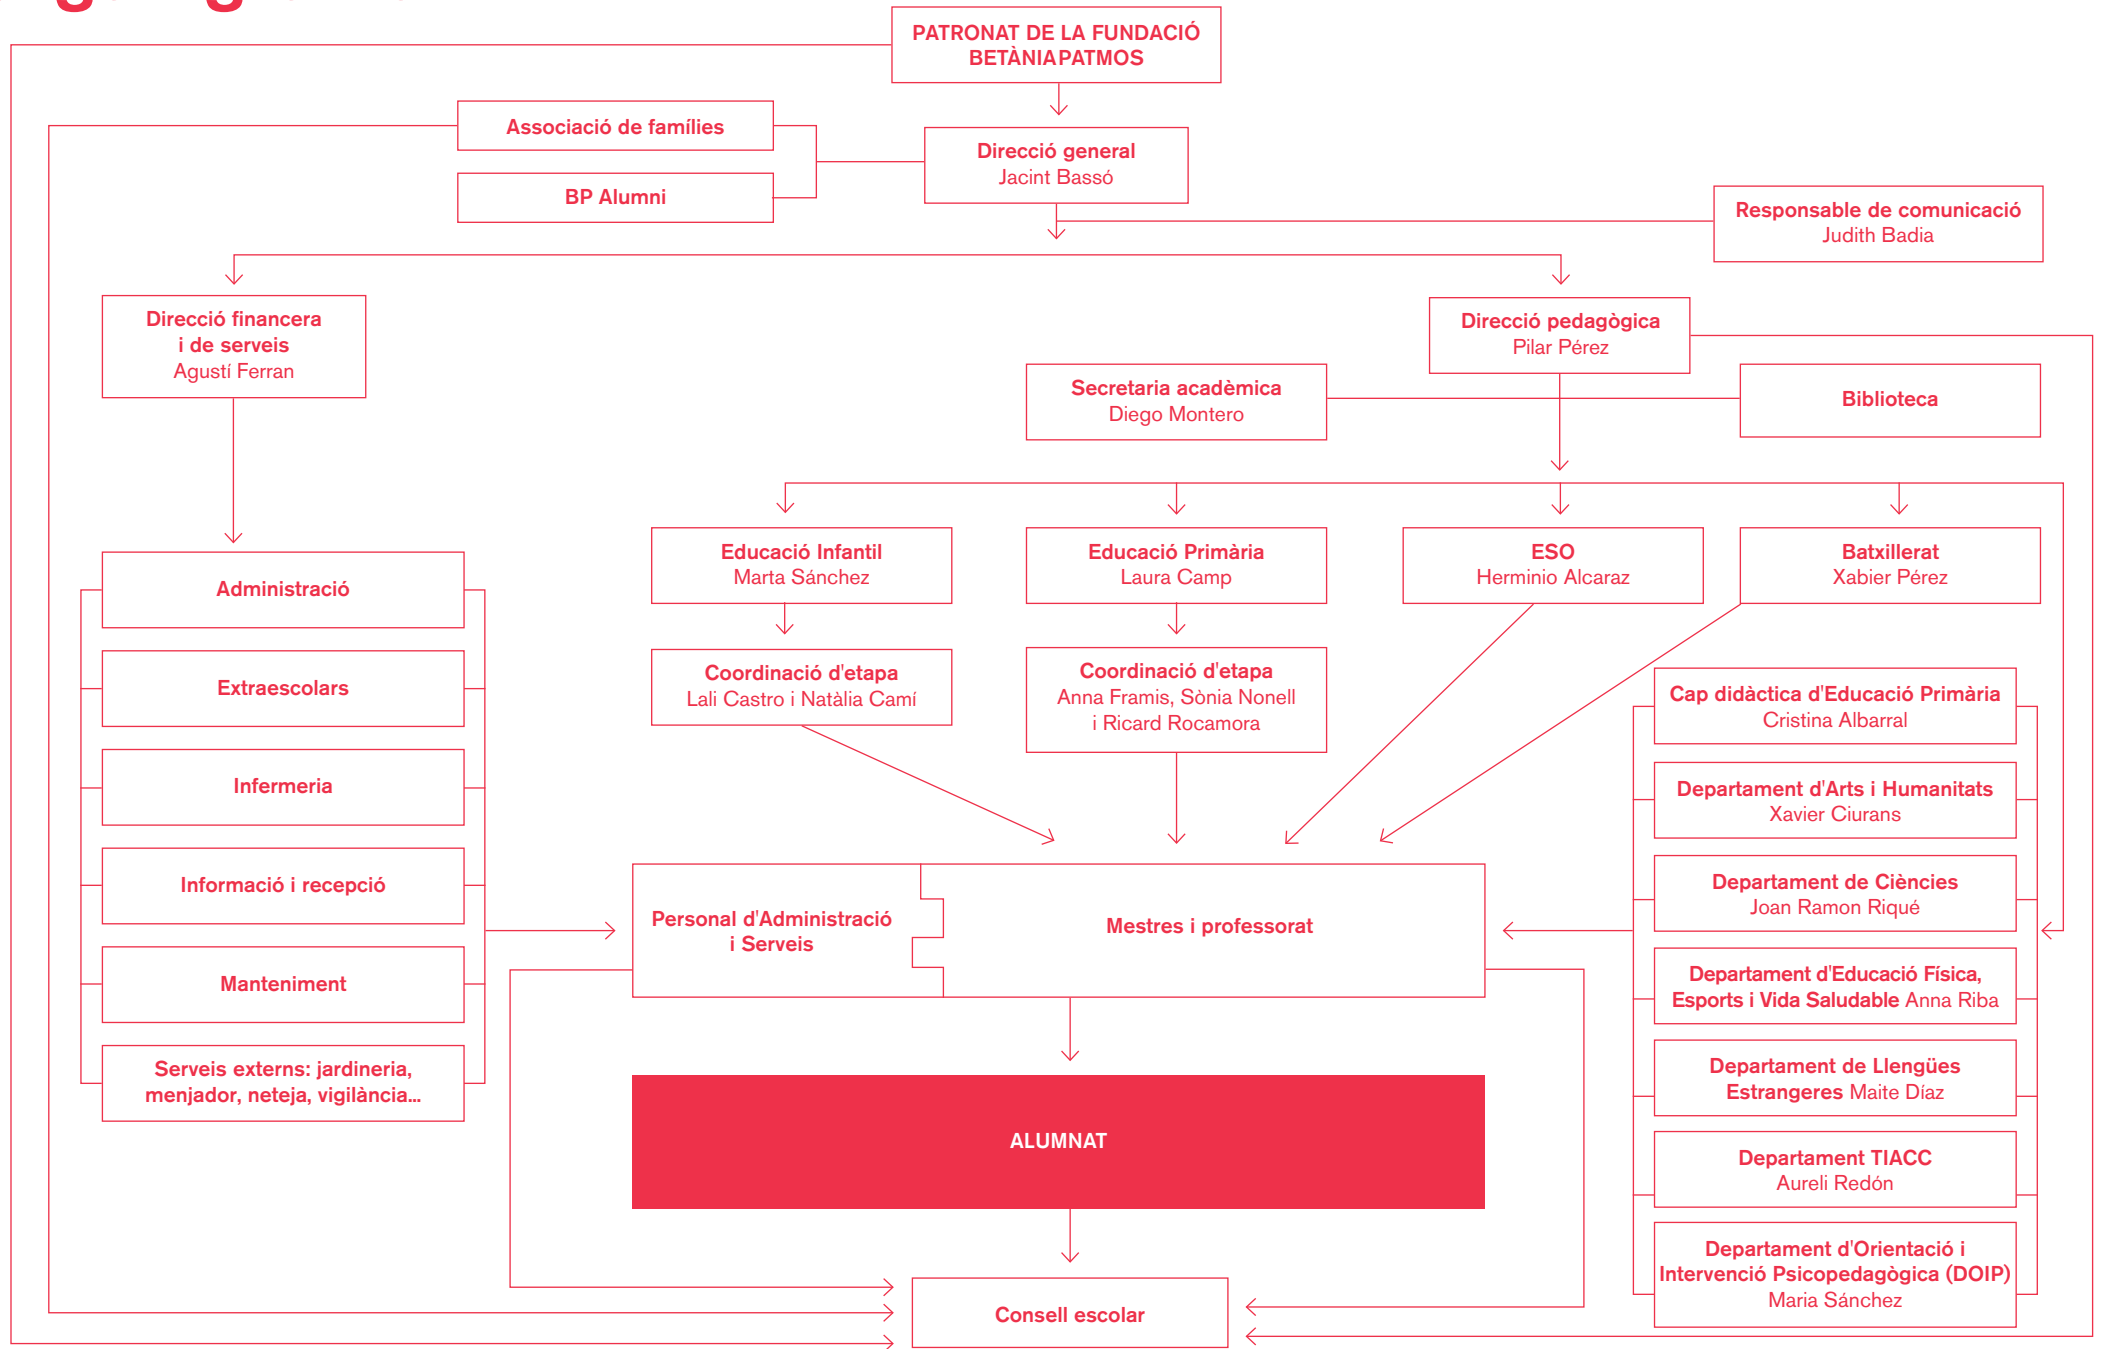 PATRONAT DE LA FUNDACIÓ
BETÀNIAPATMOS
Associació de famílies
Direcció general
Jacint Bassó
BP Alumni
Responsable de comunicació
Judith Badia
Direcció financera
i de serveis
Agustí Ferran
Direcció pedagògica
Pilar Pérez
Secretaria acadèmica
Diego Montero
Biblioteca
Educació Infantil
Marta Sánchez
Educació Primària
Laura Camp
ESO
Herminio Alcaraz
Batxillerat
Xabier Pérez
Administració
Extraescolars
Infermeria
Informació i recepció
Manteniment
Serveis externs: jardineria,
menjador, neteja, vigilància...
Coordinació d'etapa
Lali Castro i Natàlia Camí
Coordinació d'etapa
Anna Framis, Sònia Nonell
i Ricard Rocamora
Cap didàctica d'Educació Primària
Cristina Albarral
Departament d'Arts i Humanitats
Xavier Ciurans
Departament de Ciències
Joan Ramon Riqué
Departament d'Educació Física,
Esports i Vida Saludable Anna Riba
Departament de Llengües
Estrangeres Maite Díaz
Departament TIACC
Aureli Redón
Departament d'Orientació i
Intervenció Psicopedagògica (DOIP)
Maria Sánchez
Personal d'Administració
i Serveis
Mestres i professorat
ALUMNAT
Consell escolar